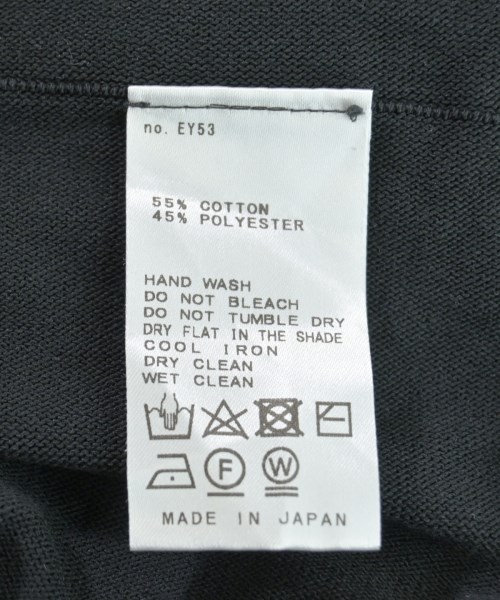 no. EY53
55% COTTON
45% POLYESTER
HAND WASH
DO NOT BLEACH
DO NOT TUMBLE DRY
DRY FLAT IN THE SHADE
COOL IRON
DRY CLEAN
WET CLEAN
F W
MADE IN JAPAN